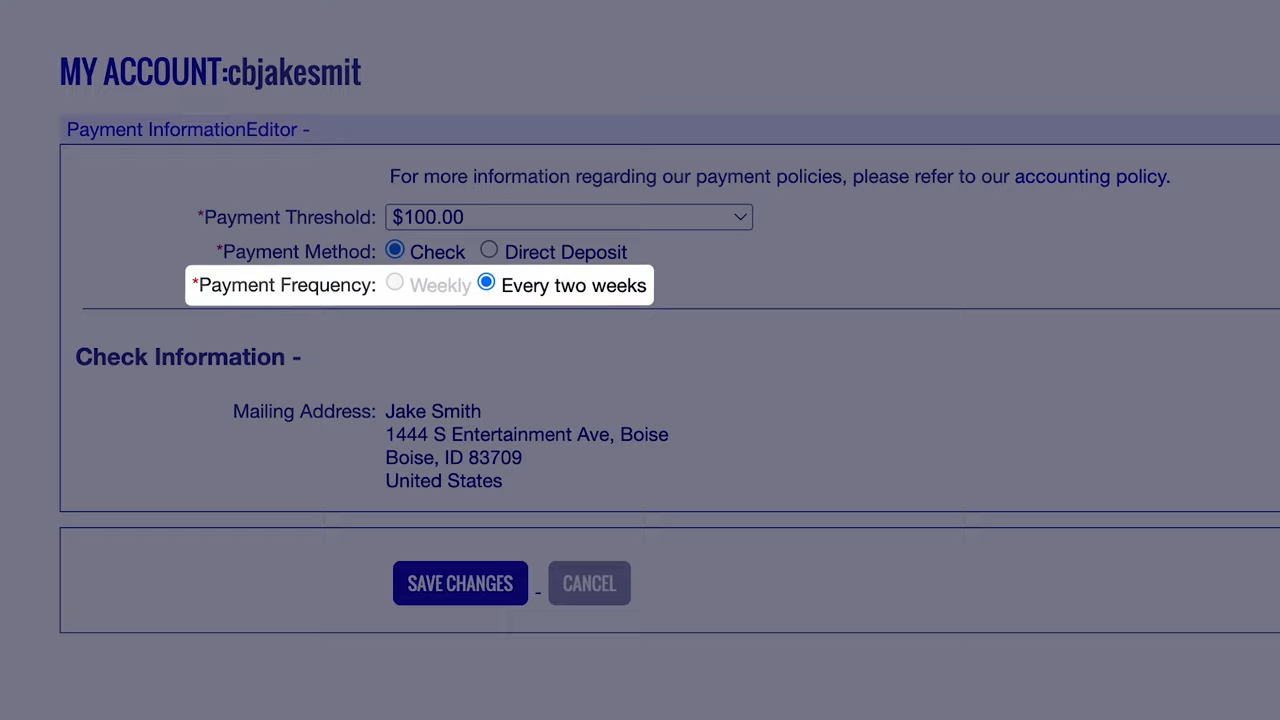 MY ACCOUNT:cbjakesmit
Payment InformationEditor -
For more information regarding our payment policies, please refer to our accounting policy.
*Payment Threshold: $100.00
*Payment Method: Check Direct Deposit
*Payment Frequency: Weekly Every two weeks
Check Information -
Mailing Address: Jake Smith
1444 S Entertainment Ave, Boise
Boise, ID 83709
United States
SAVE CHANGES - CANCEL